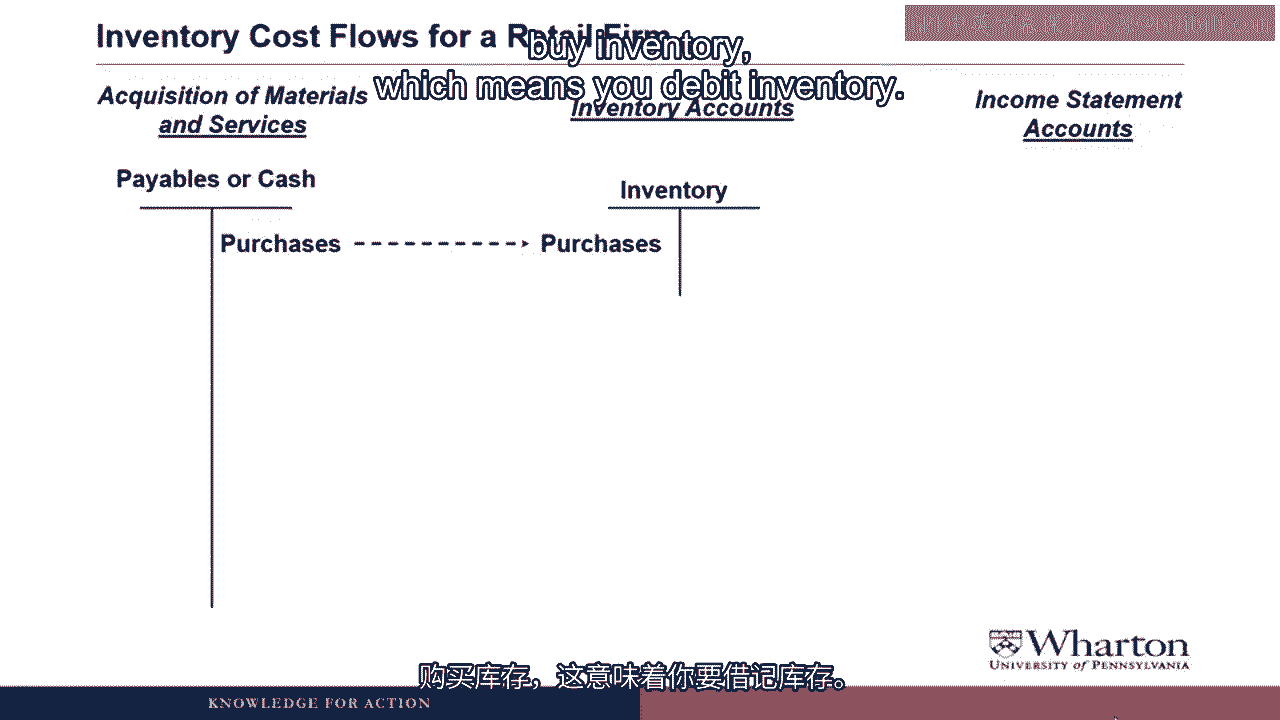 Inventory Cost Flows for a Retail Firm
buy inventory,
which means you debit inventory.
Acquisition of Materials
and Services
Inventory Accounts
Income Statement
Accounts
Payables or Cash
Inventory
Purchases
Purchases
Wharton
UNIVERSITY of PENNSYLVANIA
购买库存，这意味着你要借记库存。
KNOWLEDGE FOR ACTION